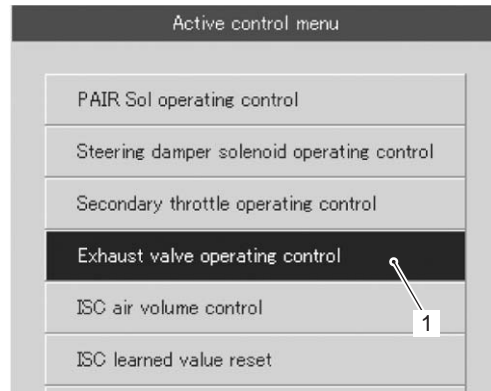 Active control menu
PAIR Sol operating control
Steering damper solenoid operating control
Secondary throttle operating control
Exhaust valve operating control
ISC air volume control
1
ISC learned value reset